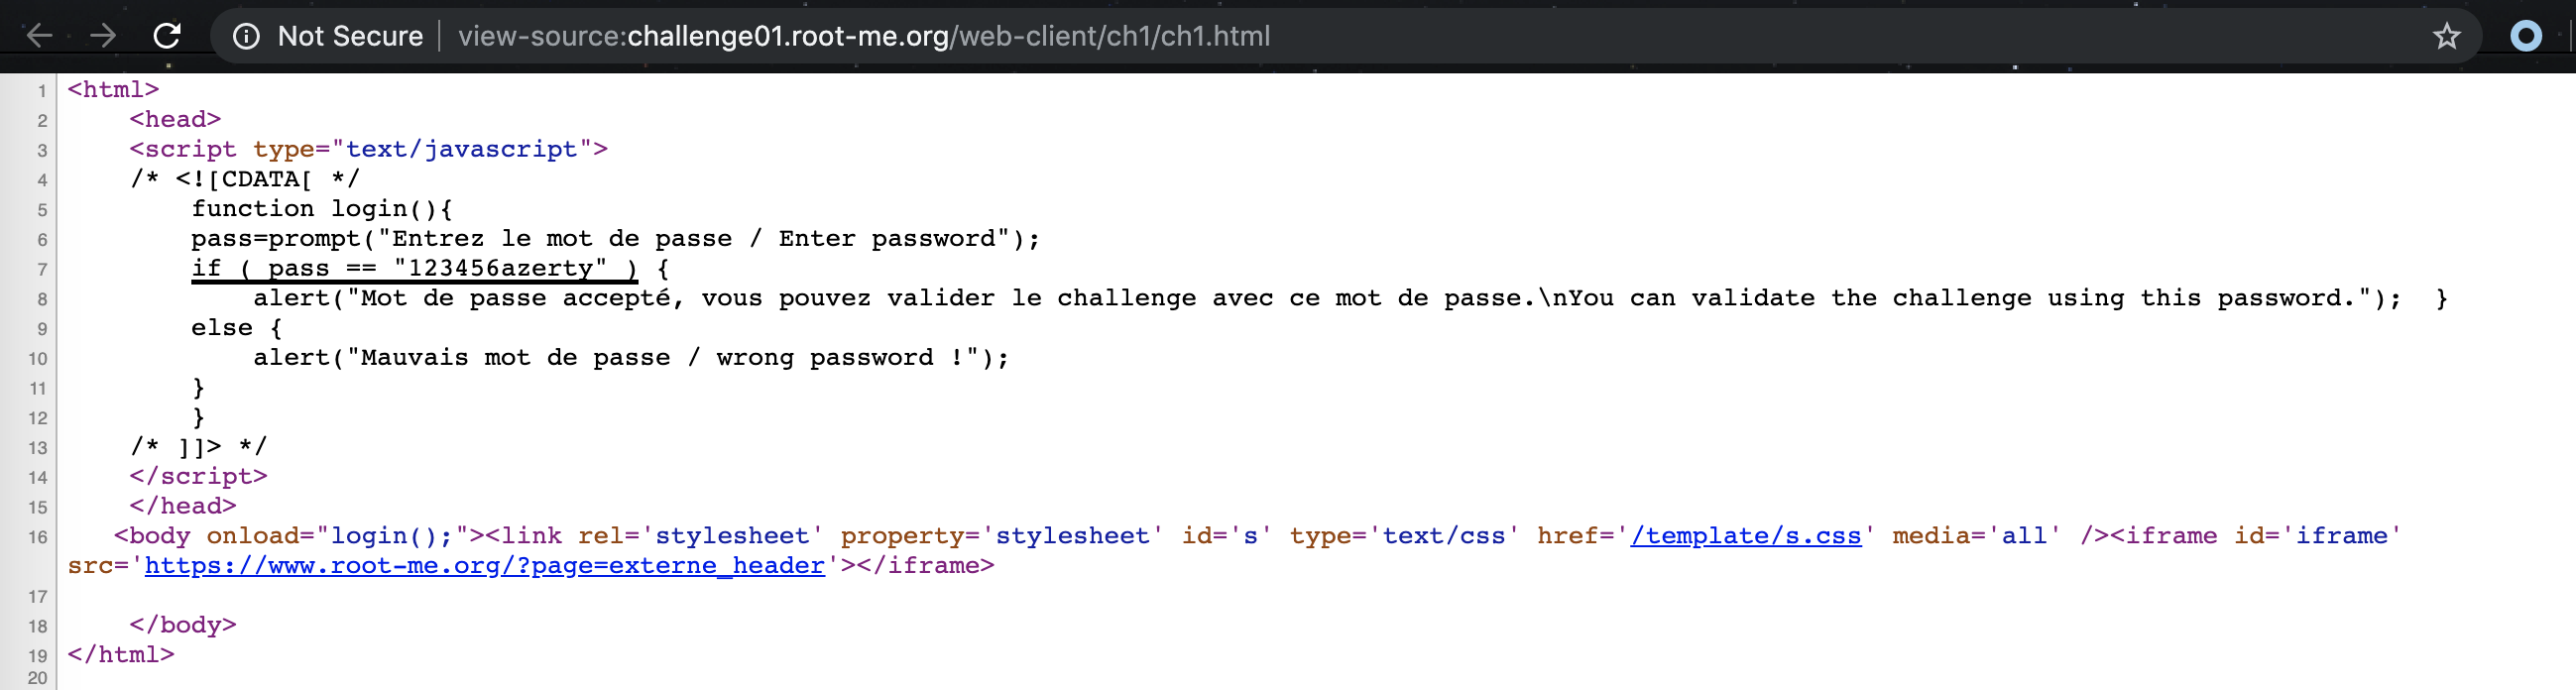 Not Secure | view-source:challenge01.root-me.org/web-client/ch1/ch1.html
1 <html>
2 <head>
3 <script type="text/javascript">
4 /* <![CDATA[ */
5 function login(){
6 pass=prompt("Entrez le mot de passe / Enter password");
7 if ( pass == "123456azerty" ) {
8 alert("Mot de passe accepté, vous pouvez valider le challenge avec ce mot de passe.\nYou can validate the challenge using this password."); }
9 else {
10 alert("Mauvais mot de passe / wrong password !");
11 }
12 }
13 /* ]]> */
14 </script>
15 </head>
16 <body onload="login();"><link rel='stylesheet' property='stylesheet' id='s' type='text/css' href='/template/s.css' media='all' /><iframe id='iframe'
src='https://www.root-me.org/?page=externe_header'></iframe>
17
18 </body>
19 </html>
20